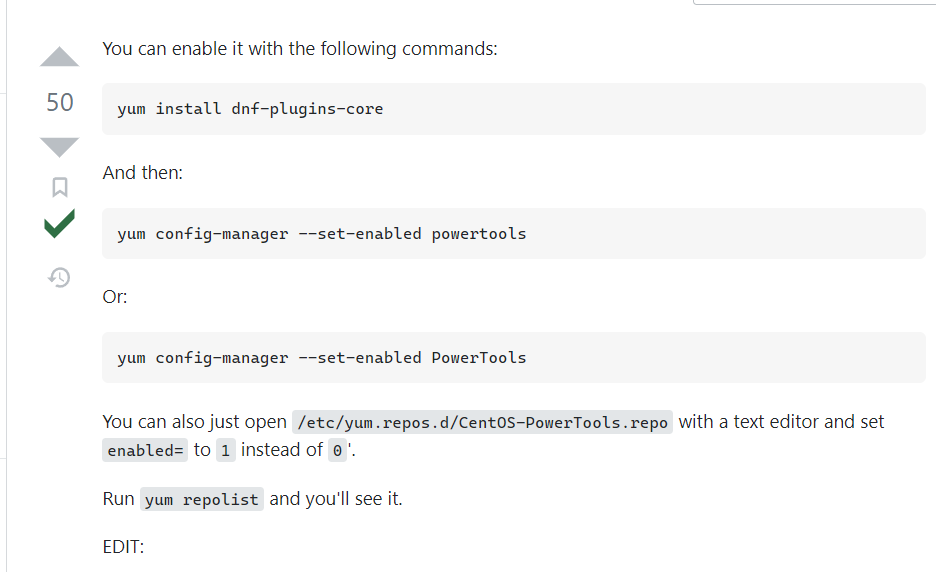 You can enable it with the following commands:
50
yum install dnf-plugins-core
And then:
yum config-manager --set-enabled powertools
Or:
yum config-manager --set-enabled PowerTools
You can also just open /etc/yum.repos.d/CentOS-PowerTools.repo with a text editor and set
enabled= to 1 instead of 0'.
Run yum repolist and you'll see it.
EDIT: